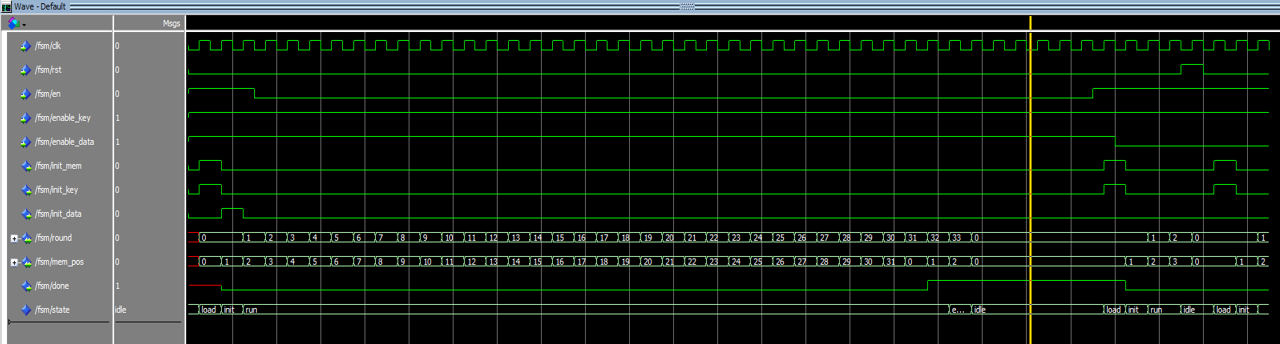 Wave - Default
Msgs
/fsm/clk 0
/fsm/rst 0
/fsm/en 0
/fsm/enable_key 1
/fsm/enable_data 1
/fsm/init_mem 0
/fsm/init_key 0
/fsm/init_data 0
/fsm/round 0 0 1 2 3 4 5 6 7 8 9 10 11 12 13 14 15 16 17 18 19 20 21 22 23 24 25 26 27 28 29 30 31 32 33 0 1 2 0 1
/fsm/mem_pos 0 0 1 2 3 4 5 6 7 8 9 10 11 12 13 14 15 16 17 18 19 20 21 22 23 24 25 26 27 28 29 30 31 0 1 2 0 1 2 3 0 1 2
/fsm/done 1
/fsm/state idle load init run e... idle load init run idle load init